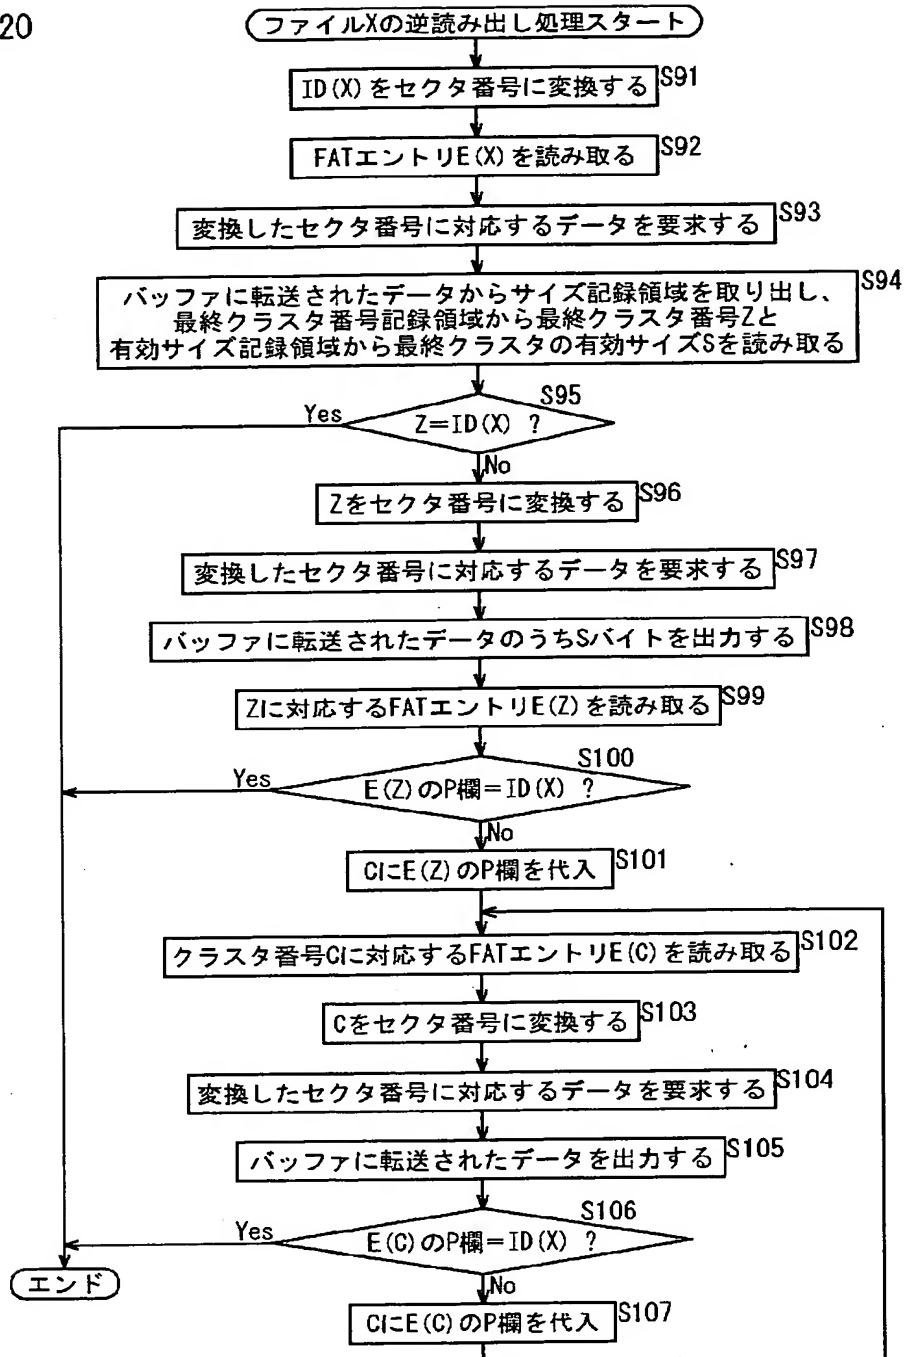 20
ファイルXの逆読み出し処理スタート
ID(X)をセクタ番号に変換する
S91
FATエントリE(X)を読み取る
S92
変換したセクタ番号に対応するデータを要求する
S93
バッファに転送されたデータからサイズ記録領域を取り出し、
最終クラスタ番号記録領域から最終クラスタ番号Zと
有効サイズ記録領域から最終クラスタの有効サイズSを読み取る
S94
S95
Yes
Z=ID(X) ?
No
Zをセクタ番号に変換する
S96
変換したセクタ番号に対応するデータを要求する
S97
バッファに転送されたデータのうちSバイトを出力する
S98
Zに対応するFATエントリE(Z)を読み取る
S99
S100
Yes
E(Z)のP欄=ID(X) ?
No
CにE(Z)のP欄を代入
S101
クラスタ番号Cに対応するFATエントリE(C)を読み取る
S102
Cをセクタ番号に変換する
S103
変換したセクタ番号に対応するデータを要求する
S104
バッファに転送されたデータを出力する
S105
S106
Yes
E(C)のP欄=ID(X) ?
エンド
No
CにE(C)のP欄を代入
S107